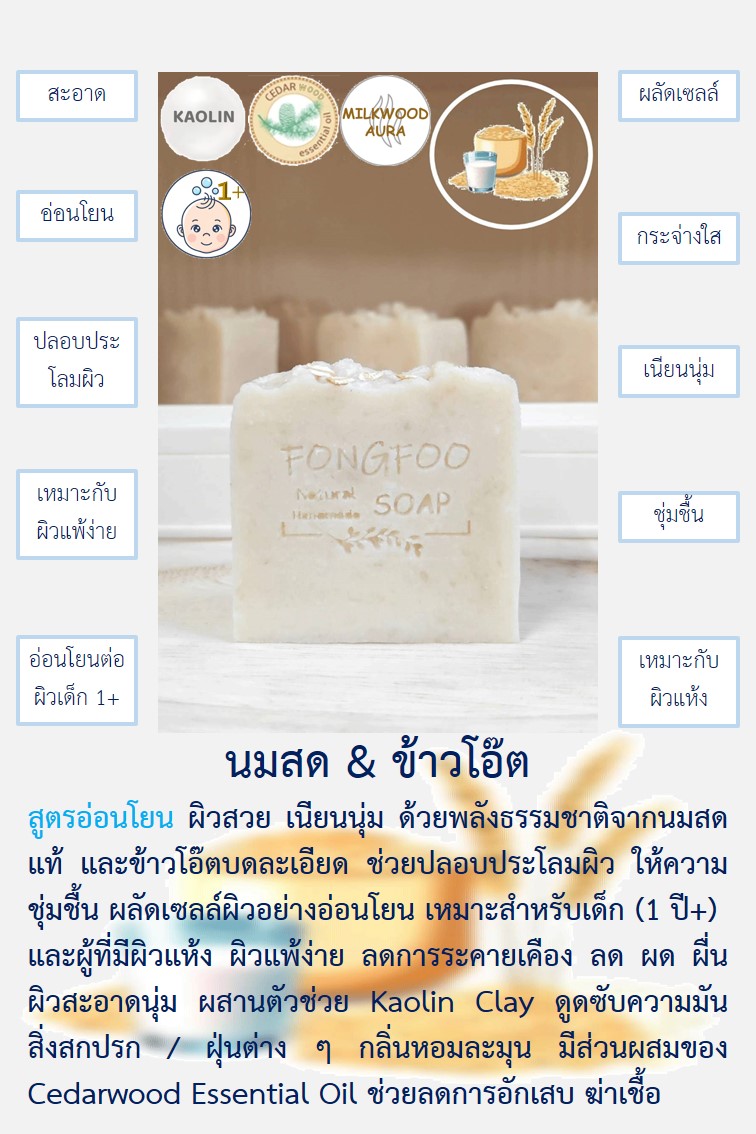 สะอาด
อ่อนโยน
ปลอบประ
โลมผิว
เหมาะกับ
ผิวแพ้ง่าย
อ่อนโยนต่อ
ผิวเด็ก 1+
KAOLIN
CEDAR WOOD
essential oil
MILKWOOD
AURA
1+
FONGFOO
Natural
Handmade
SOAP
ผลัดเซลล์
กระจ่างใส
เนียนนุ่ม
ชุ่มชื้น
เหมาะกับ
ผิวแห้ง
นมสด & ข้าวโอ๊ต
สูตรอ่อนโยน ผิวสวย เนียนนุ่ม ด้วยพลังธรรมชาติจากนมสด
แท้ และข้าวโอ๊ตบดละเอียด ช่วยปลอบประโลมผิว ให้ความ
ชุ่มชื้น ผลัดเซลล์ผิวอย่างอ่อนโยน เหมาะสำหรับเด็ก (1 ปี+)
และผู้ที่มีผิวแห้ง ผิวแพ้ง่าย ลดการระคายเคือง ลด ผด ผื่น
ผิวสะอาดนุ่ม ผสานตัวช่วย Kaolin Clay ดูดซับความมัน
สิ่งสกปรก / ฝุ่นต่าง ๆ กลิ่นหอมละมุน มีส่วนผสมของ
Cedarwood Essential Oil ช่วยลดการอักเสบ ฆ่าเชื้อ